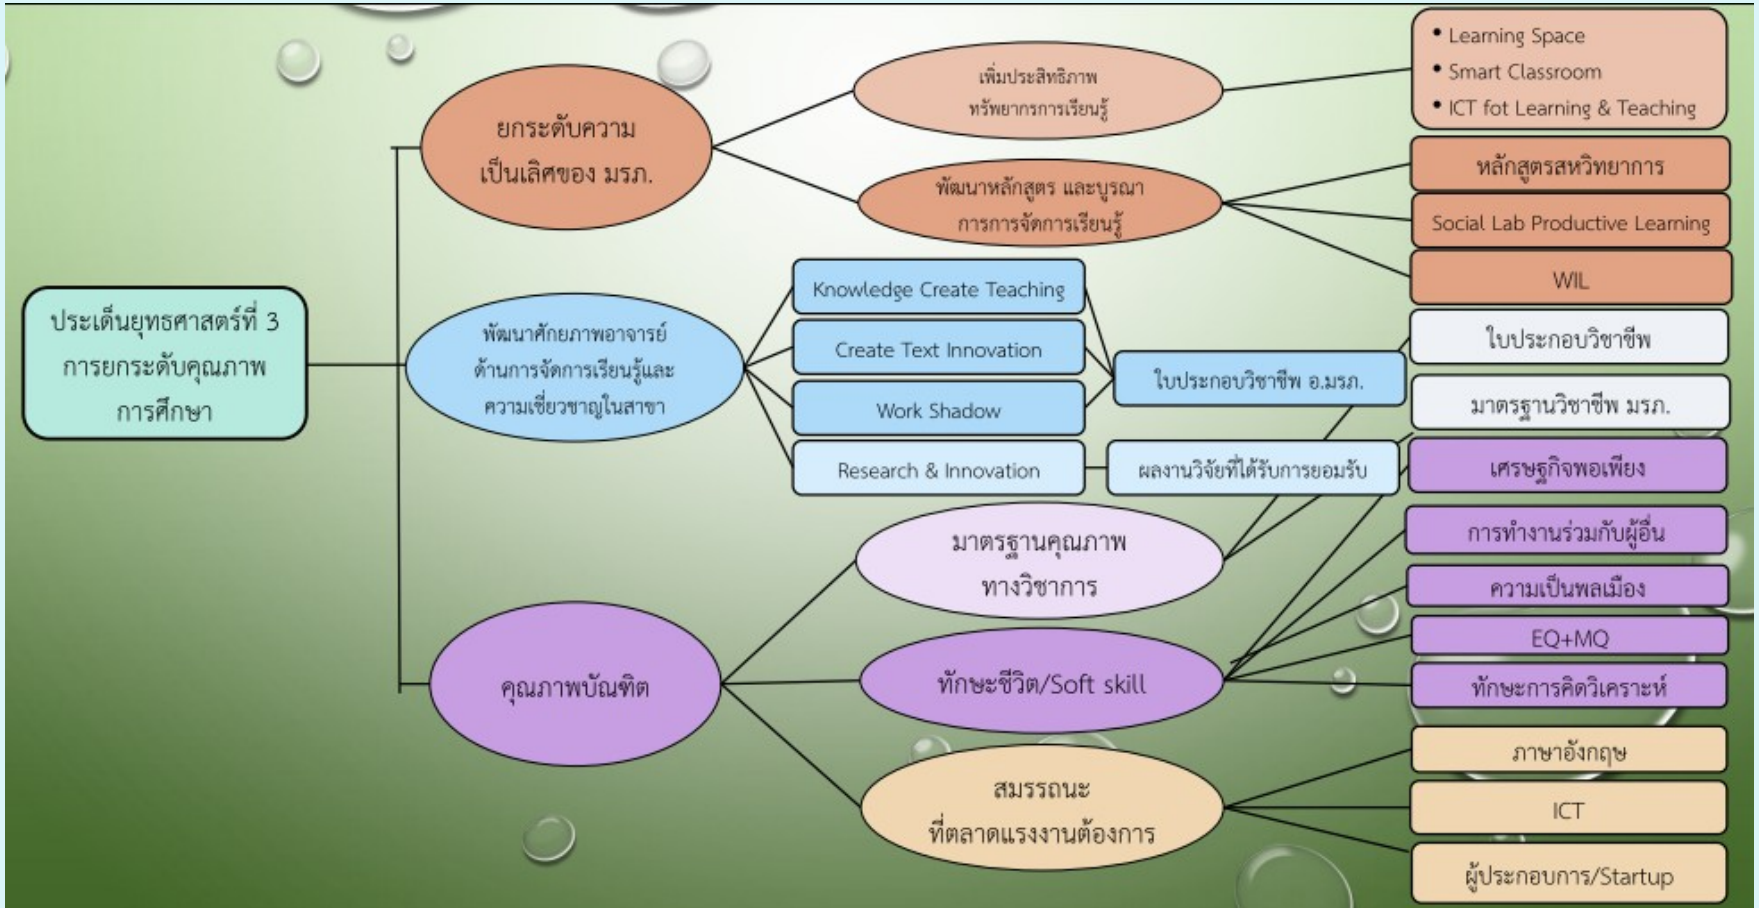 ประเด็นยุทธศาสตร์ที่ 3
การยกระดับคุณภาพ
การศึกษา
ยกระดับความ
เป็นเลิศของ มรภ.
เพิ่มประสิทธิภาพ
ทรัพยากรการเรียนรู้
• Learning Space
• Smart Classroom
• ICT fot Learning & Teaching
พัฒนาหลักสูตร และบูรณา
การการจัดการเรียนรู้
หลักสูตรสหวิทยาการ
Social Lab Productive Learning
WIL
พัฒนาศักยภาพอาจารย์
ด้านการจัดการเรียนรู้และ
ความเชี่ยวชาญในสาขา
Knowledge Create Teaching
Create Text Innovation
Work Shadow
Research & Innovation
ใบประกอบวิชาชีพ อ.มรภ.
ผลงานวิจัยที่ได้รับการยอมรับ
คุณภาพบัณฑิต
มาตรฐานคุณภาพ
ทางวิชาการ
ใบประกอบวิชาชีพ
มาตรฐานวิชาชีพ มรภ.
ทักษะชีวิต/Soft skill
เศรษฐกิจพอเพียง
การทำงานร่วมกับผู้อื่น
ความเป็นพลเมือง
EQ+MQ
ทักษะการคิดวิเคราะห์
สมรรถนะ
ที่ตลาดแรงงานต้องการ
ภาษาอังกฤษ
ICT
ผู้ประกอบการ/Startup